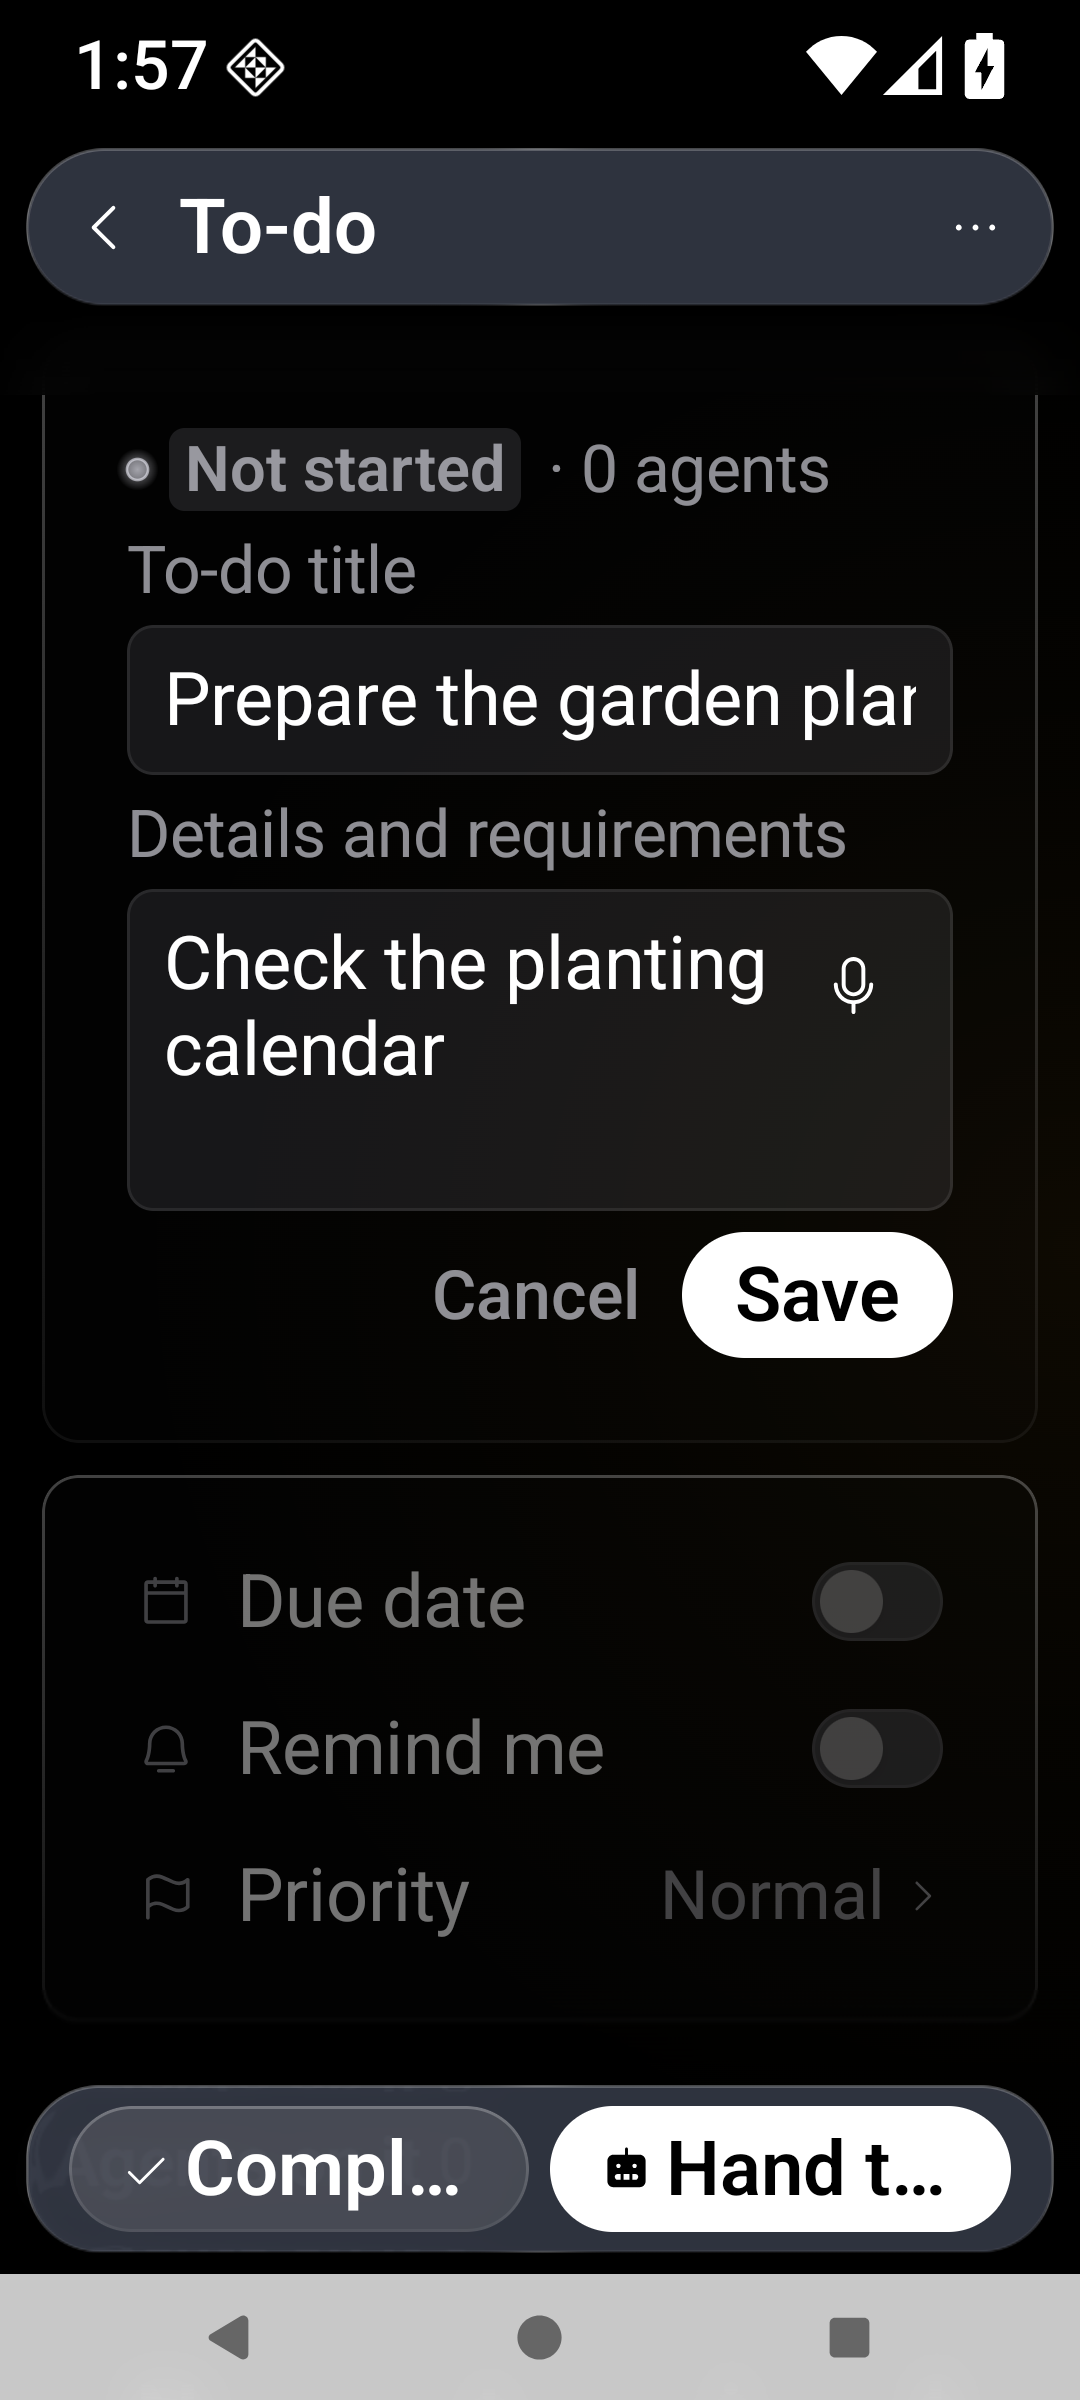 1:57
To-do
Not started · 0 agents
To-do title
Prepare the garden plan
Details and requirements
Check the planting
calendar
Cancel
Save
Due date
Remind me
Priority
Normal
Compl…
Hand t…